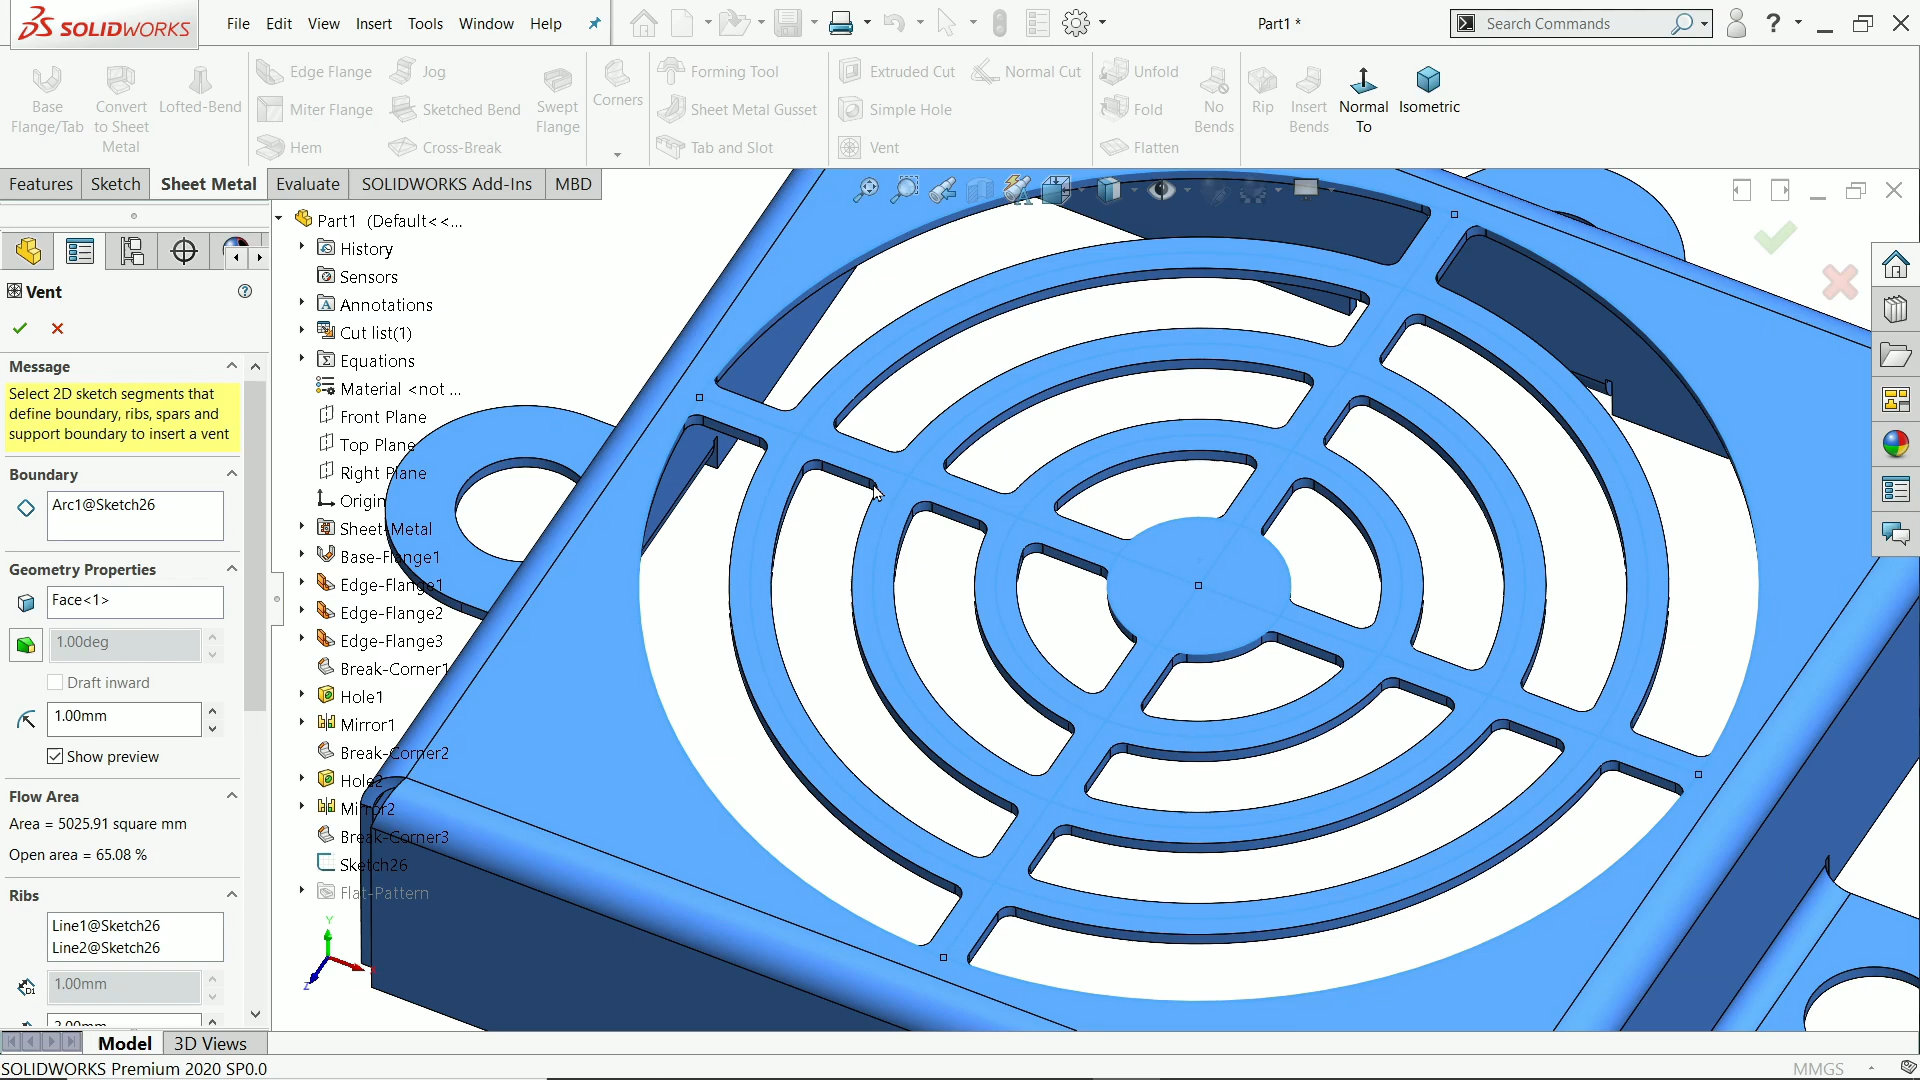 SOLIDWORKS
File Edit View Insert Tools Window Help
Part1 *
Search Commands
?
Base Flange/Tab
Convert to Sheet Metal
Lofted-Bend
Edge Flange
Miter Flange
Hem
Jog
Sketched Bend
Cross-Break
Swept Flange
Corners
Forming Tool
Sheet Metal Gusset
Tab and Slot
Extruded Cut
Simple Hole
Vent
Normal Cut
Unfold
Fold
Flatten
No Bends
Rip
Insert Bends
Normal To
Isometric
Features Sketch Sheet Metal Evaluate SOLIDWORKS Add-Ins MBD
Vent
Message
Select 2D sketch segments that
define boundary, ribs, spars and
support boundary to insert a vent
Boundary
Arc1@Sketch26
Geometry Properties
Face<1>
1.00deg
Draft inward
1.00mm
Show preview
Flow Area
Area = 5025.91 square mm
Open area = 65.08 %
Ribs
Line1@Sketch26
Line2@Sketch26
1.00mm
Part1 (Default<<...
History
Sensors
Annotations
Cut list(1)
Equations
Material <not ...
Front Plane
Top Plane
Right Plane
Origin
Sheet-Metal
Base-Flange1
Edge-Flange1
Edge-Flange2
Edge-Flange3
Break-Corner1
Hole1
Mirror1
Break-Corner2
Hole2
Mirror2
Break-Corner3
Sketch26
Flat-Pattern
Y
Z
Model 3D Views
SOLIDWORKS Premium 2020 SP0.0
MMGS